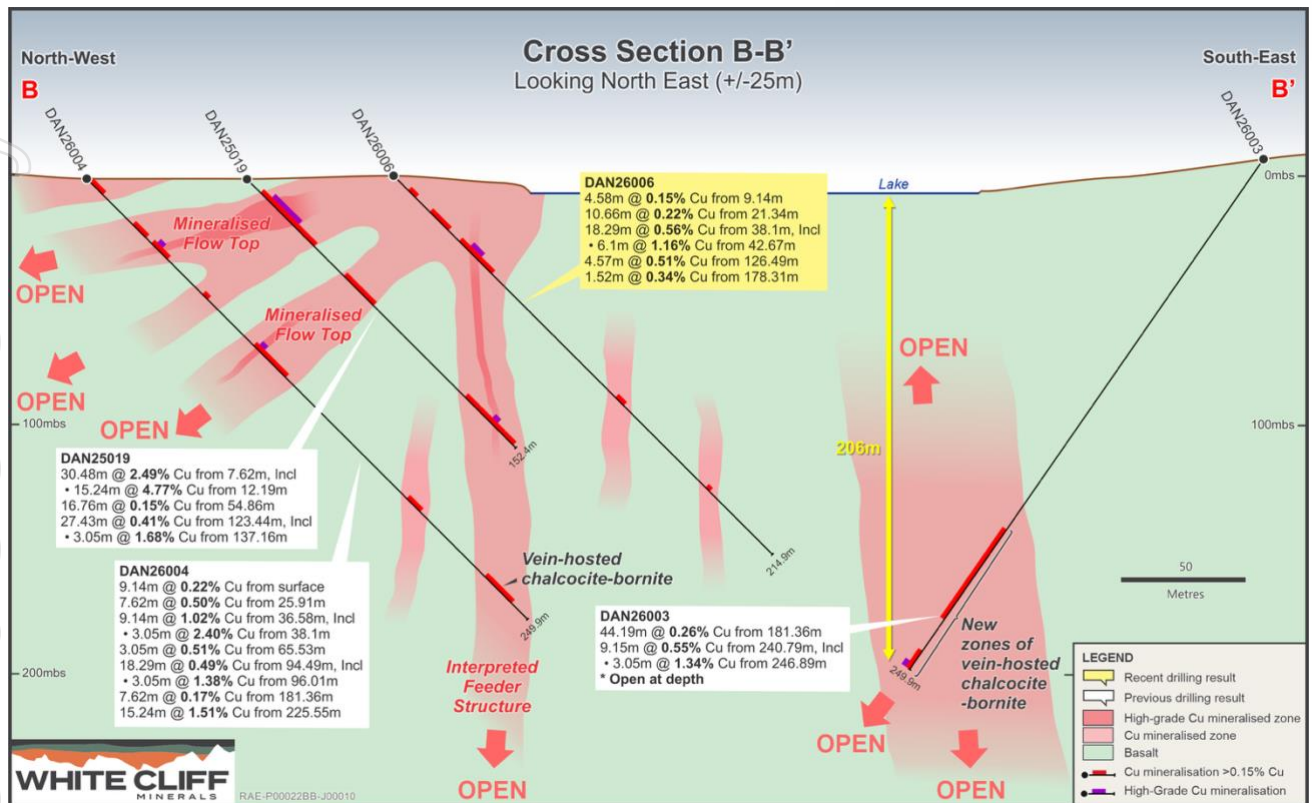 Cross Section B-B’
Looking North East (+/-25m)
North-West
B
South-East
B’
DAN26004
DAN25019
DAN26006
DAN26003
0mbs
Lake
DAN26006
4.58m @ 0.15% Cu from 9.14m
10.66m @ 0.22% Cu from 21.34m
18.29m @ 0.56% Cu from 38.1m, Incl
• 6.1m @ 1.16% Cu from 42.67m
4.57m @ 0.51% Cu from 126.49m
1.52m @ 0.34% Cu from 178.31m
Mineralised
Flow Top
OPEN
Mineralised
Flow Top
OPEN
OPEN
OPEN
100mbs
100mbs
206m
152.4m
DAN25019
30.48m @ 2.49% Cu from 7.62m, Incl
• 15.24m @ 4.77% Cu from 12.19m
16.76m @ 0.15% Cu from 54.86m
27.43m @ 0.41% Cu from 123.44m, Incl
• 3.05m @ 1.68% Cu from 137.16m
DAN26004
9.14m @ 0.22% Cu from surface
7.62m @ 0.50% Cu from 25.91m
9.14m @ 1.02% Cu from 36.58m, Incl
• 3.05m @ 2.40% Cu from 38.1m
3.05m @ 0.51% Cu from 65.53m
18.29m @ 0.49% Cu from 94.49m, Incl
• 3.05m @ 1.38% Cu from 96.01m
7.62m @ 0.17% Cu from 181.36m
15.24m @ 1.51% Cu from 225.55m
Vein-hosted
chalcocite-bornite
214.9m
249.9m
50
Metres
DAN26003
44.19m @ 0.26% Cu from 181.36m
9.15m @ 0.55% Cu from 240.79m, Incl
• 3.05m @ 1.34% Cu from 246.89m
* Open at depth
249.9m
New
zones of
vein-hosted
chalcocite
-bornite
200mbs
Interpreted
Feeder
Structure
OPEN
OPEN
OPEN
LEGEND
Recent drilling result
Previous drilling result
High-grade Cu mineralised zone
Cu mineralised zone
Basalt
Cu mineralisation >0.15% Cu
High-Grade Cu mineralisation
WHITE CLIFF
MINERALS
RAE-P00022BB-J00010